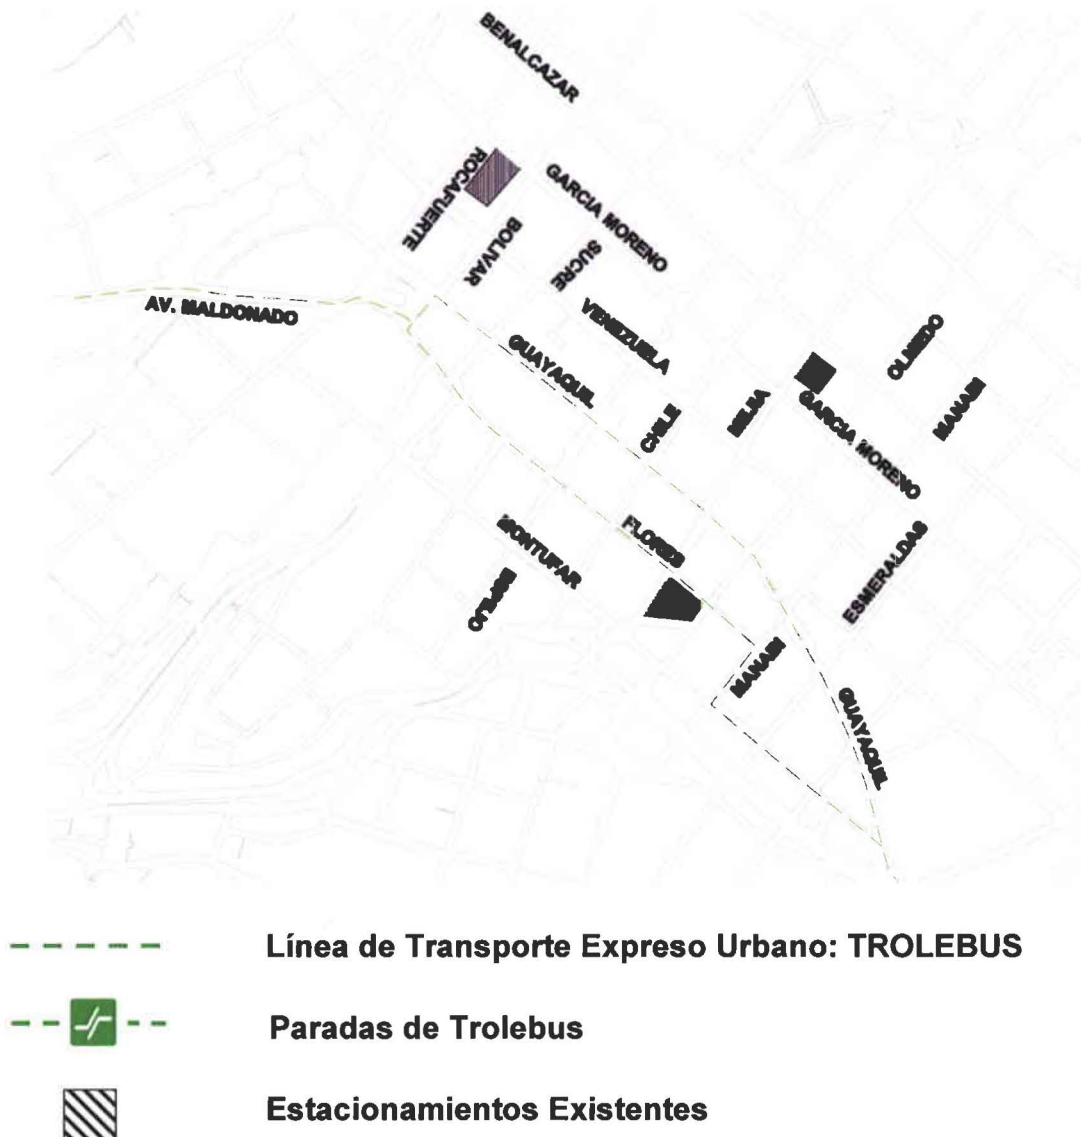 BENALCAZAR
ROCAFUERTE
GARCIA MORENO
BOLIVAR
SUCRE
AV. MALDONADO
VENEZUELA
GUAYAQUIL
OLMEDO
CHILE
MEJIA
GARCIA MORENO
MANABI
FLORES
MONTUFAR
ESPEJO
ESMERALDAS
MANABI
GUAYAQUIL
Línea de Transporte Expreso Urbano: TROLEBUS
Paradas de Trolebus
Estacionamientos Existentes